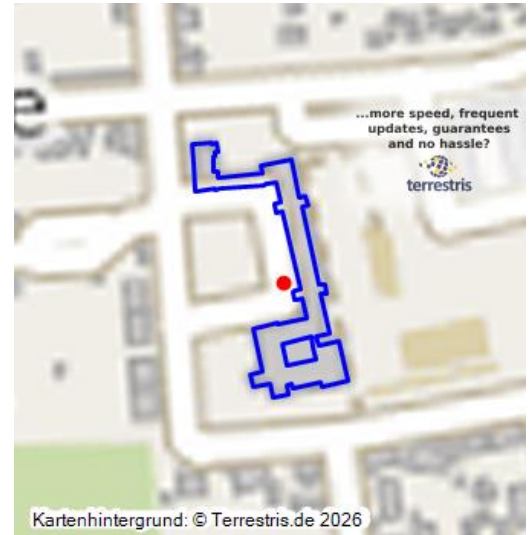 e
...more speed, frequent
updates, guarantees
and no hassle?
terrestris
Kartenhintergrund: © Terrestris.de 2026